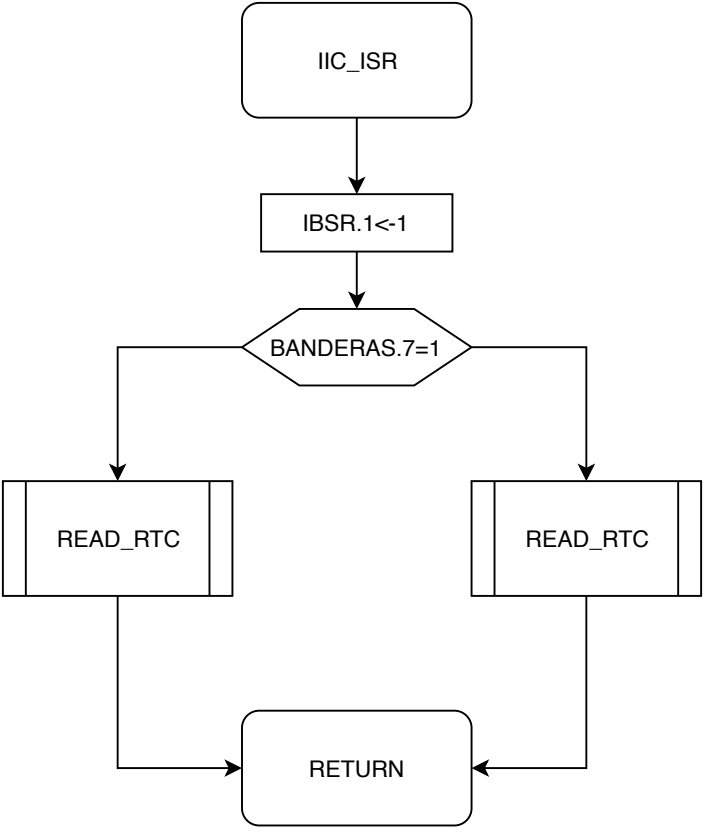 IIC_ISR
IBSR.1<-1
BANDERAS.7=1
READ_RTC
READ_RTC
RETURN